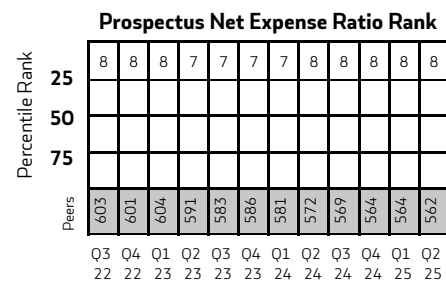 Prospectus Net Expense Ratio Rank
Percentile Rank
8 8 8 7 7 7 7 8 8 8 8 8
25
50
75
Peers
603 601 604 591 583 586 581 572 569 564 564 562
Q3 Q4 Q1 Q2 Q3 Q4 Q1 Q2 Q3 Q4 Q1 Q2
22 22 23 23 23 23 24 24 24 24 25 25